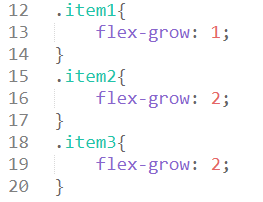 12 .item1{
13     flex-grow: 1;
14 }
15 .item2{
16     flex-grow: 2;
17 }
18 .item3{
19     flex-grow: 2;
20 }